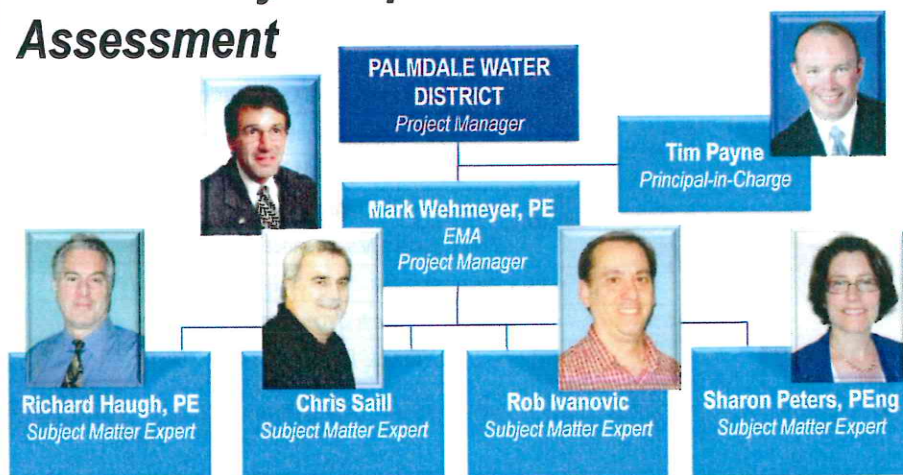 Assessment
PALMDALE WATER
DISTRICT
Project Manager
Tim Payne
Principal-in-Charge
Mark Wehmeyer, PE
EMA
Project Manager
Richard Haugh, PE
Subject Matter Expert
Chris Saill
Subject Matter Expert
Rob Ivanovic
Subject Matter Expert
Sharon Peters, PEng
Subject Matter Expert